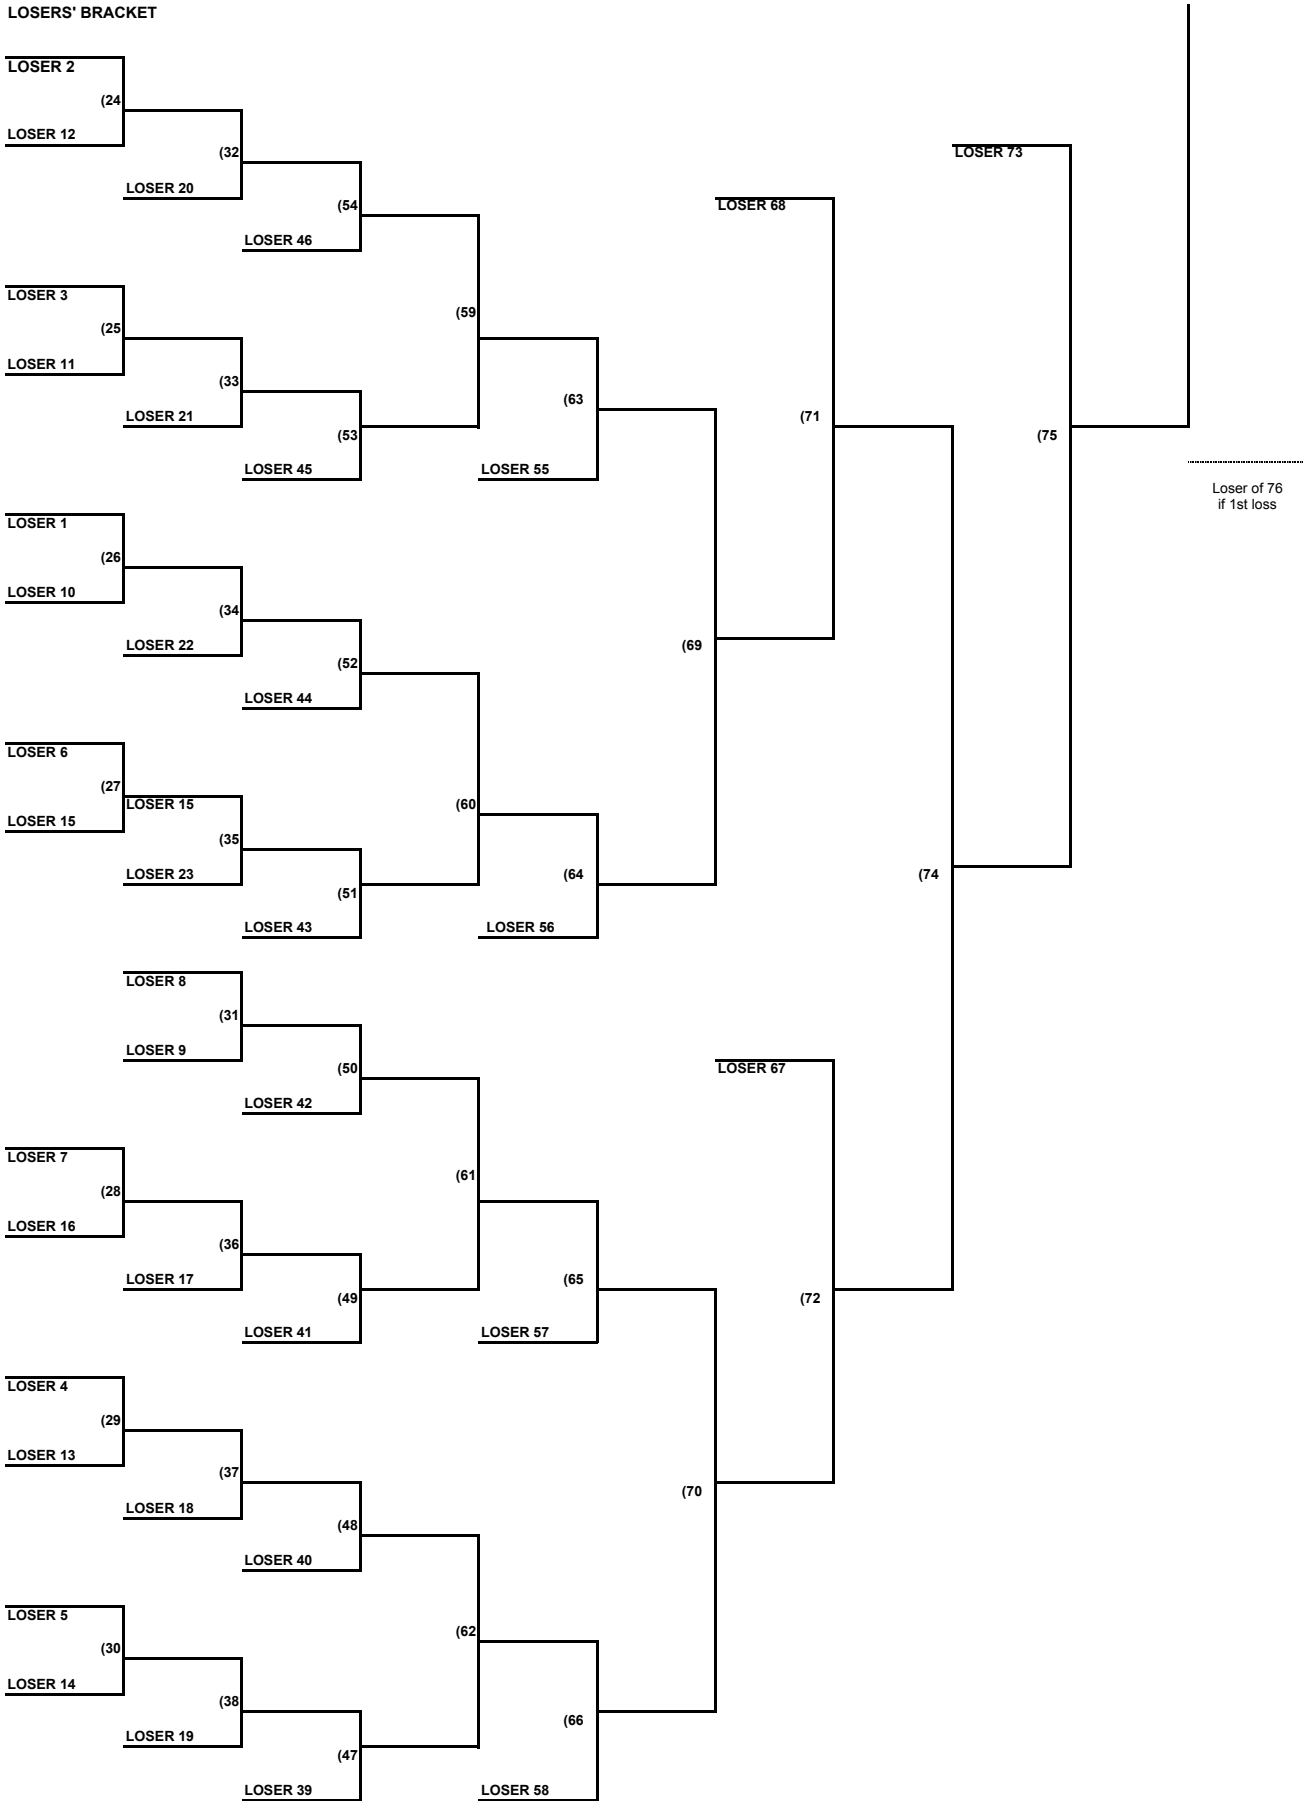 LOSERS' BRACKET
LOSER 2
(24
LOSER 12
(32
LOSER 73
LOSER 20
(54
LOSER 68
LOSER 46
LOSER 3
(59
(25
LOSER 11
(33
(63
LOSER 21
(71
(53
(75
LOSER 45
LOSER 55
Loser of 76
if 1st loss
LOSER 1
(26
LOSER 10
(34
LOSER 22
(69
(52
LOSER 44
LOSER 6
(27
LOSER 15
(60
LOSER 15
(35
LOSER 23
(64
(74
(51
LOSER 43
LOSER 56
LOSER 8
(31
LOSER 9
(50
LOSER 67
LOSER 42
LOSER 7
(61
(28
LOSER 16
(36
LOSER 17
(65
(49
(72
LOSER 41
LOSER 57
LOSER 4
(29
LOSER 13
(37
(70
LOSER 18
(48
LOSER 40
LOSER 5
(62
(30
LOSER 14
(38
(66
LOSER 19
(47
LOSER 39
LOSER 58